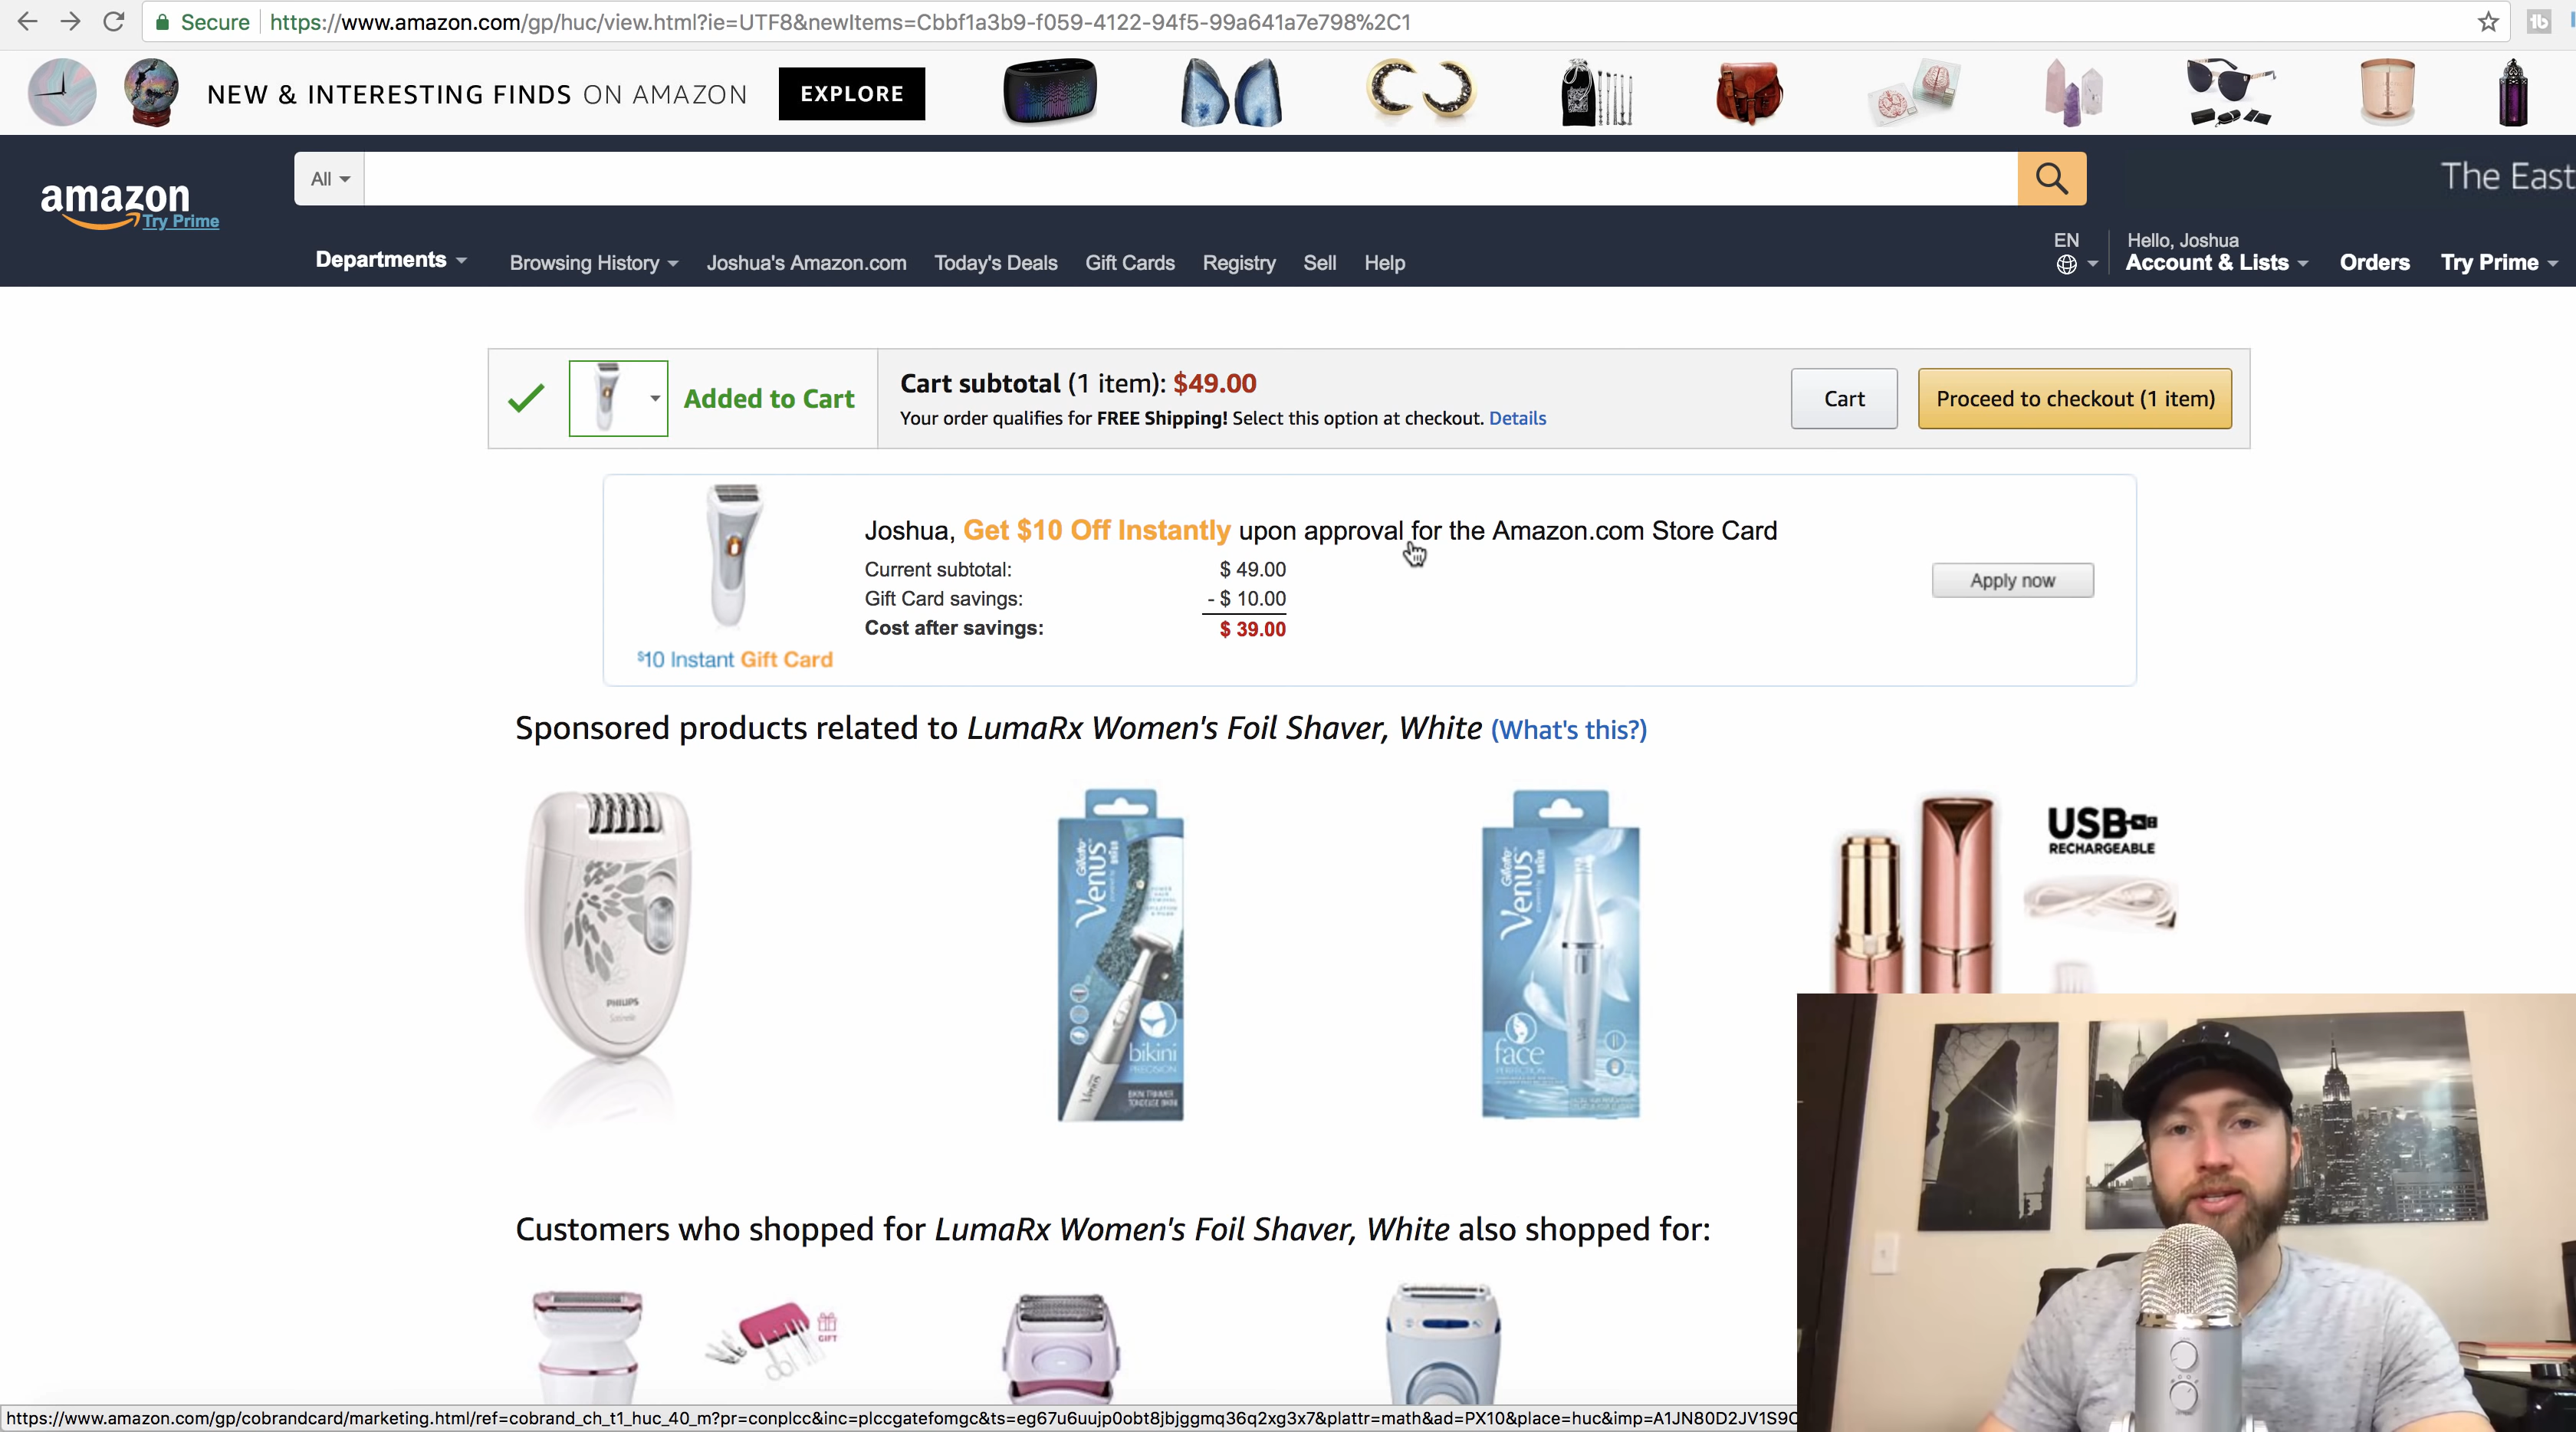 Secure https://www.amazon.com/gp/huc/view.html?ie=UTF8&newItems=Cbbf1a3b9-f059-4122-94f5-99a641a7e798%2C1
NEW & INTERESTING FINDS ON AMAZON EXPLORE
All
The East
amazon
Try Prime
Departments Browsing History Joshua's Amazon.com Today's Deals Gift Cards Registry Sell Help
EN
Hello, Joshua
Account & Lists Orders Try Prime
Added to Cart
Cart subtotal (1 item): $49.00
Your order qualifies for FREE Shipping! Select this option at checkout. Details
Cart
Proceed to checkout (1 item)
Joshua, Get $10 Off Instantly upon approval for the Amazon.com Store Card
Current subtotal: $ 49.00
Gift Card savings: - $ 10.00
Cost after savings: $ 39.00
Apply now
$10 Instant Gift Card
Sponsored products related to LumaRx Women's Foil Shaver, White (What's this?)
PHILIPS
Gillette
Venus
bikini
PRECISION
BIKINI TRIMMER
Gillette
Venus
face
PERFECTION
USB
RECHARGEABLE
Customers who shopped for LumaRx Women's Foil Shaver, White also shopped for:
GIFT
https://www.amazon.com/gp/cobrandcard/marketing.html/ref=cobrand_ch_t1_huc_40_m?pr=conplcc&inc=plccgatefomgc&ts=eg67u6uujp0obt8jbjggmq36q2xg3x7&plattr=math&ad=PX10&place=huc&imp=A1JN80D2JV1S9C